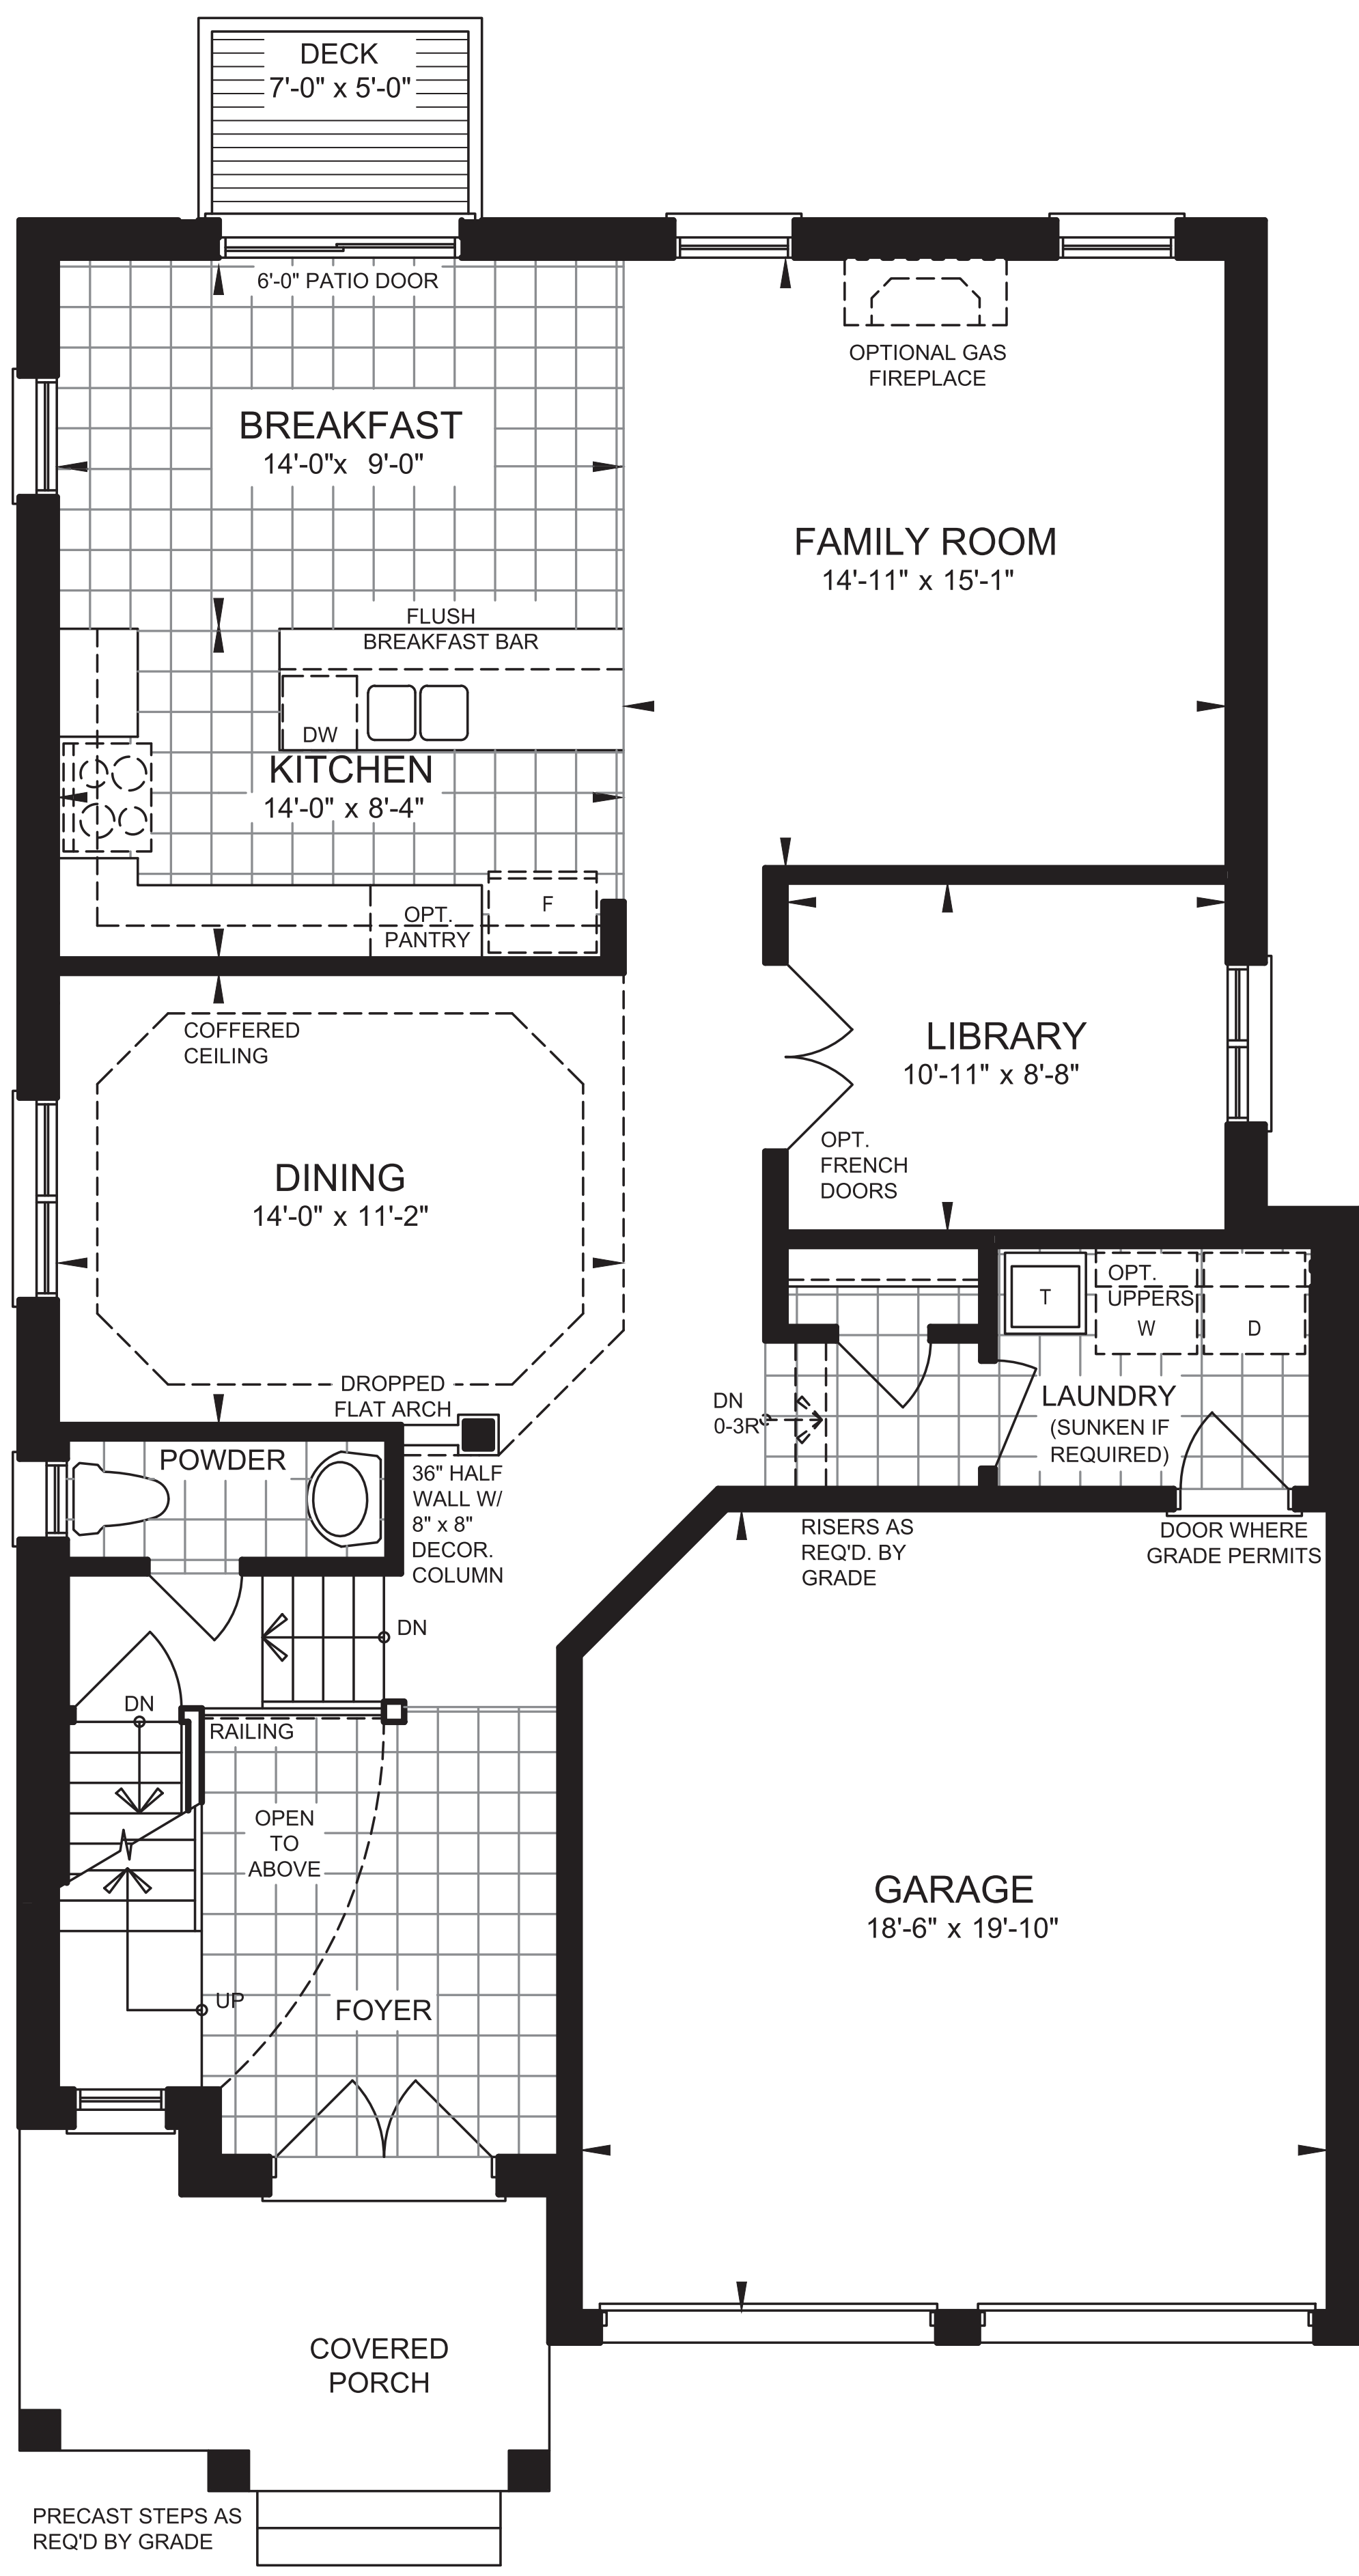 DECK
7'-0" x 5'-0"
6'-0" PATIO DOOR
OPTIONAL GAS
FIREPLACE
BREAKFAST
14'-0"x 9'-0"
FAMILY ROOM
14'-11" x 15'-1"
FLUSH
BREAKFAST BAR
DW
KITCHEN
14'-0" x 8'-4"
OPT.
PANTRY
F
COFFERED
CEILING
LIBRARY
10'-11" x 8'-8"
OPT.
FRENCH
DOORS
DINING
14'-0" x 11'-2"
T
OPT.
UPPERS
W
D
DROPPED
FLAT ARCH
DN
0-3R
LAUNDRY
(SUNKEN IF
REQUIRED)
POWDER
36" HALF
WALL W/
8" x 8"
DECOR.
COLUMN
RISERS AS
REQ'D. BY
GRADE
DOOR WHERE
GRADE PERMITS
DN
DN
RAILING
OPEN
TO
ABOVE
GARAGE
18'-6" x 19'-10"
UP
FOYER
COVERED
PORCH
PRECAST STEPS AS
REQ'D BY GRADE